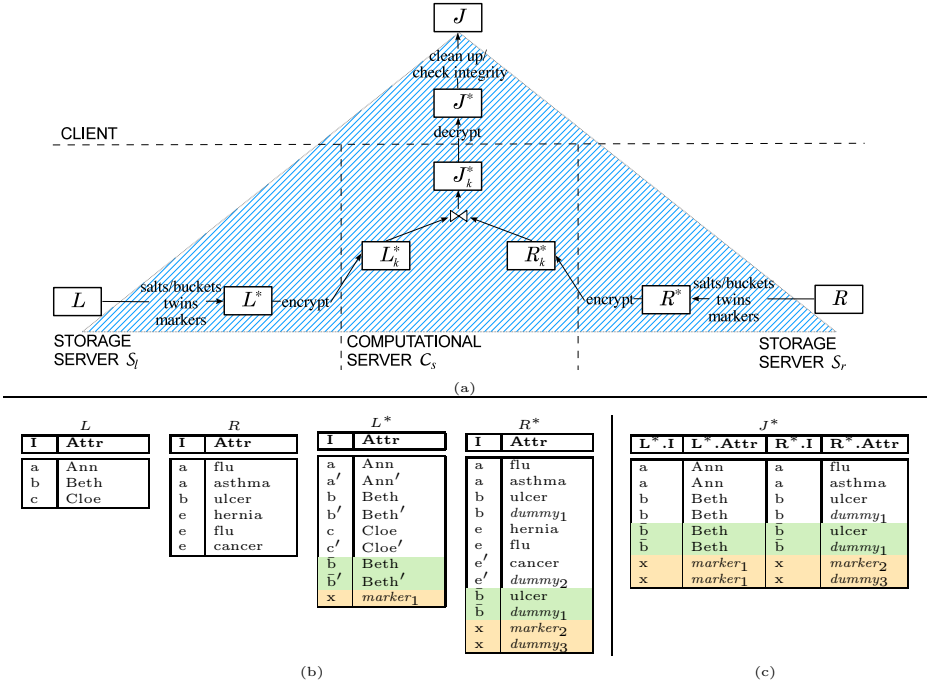 J
clean up/
check integrity
J*
CLIENT
decrypt
J*k
L*k
R*k
L
salts/buckets
twins
markers
L*
encrypt
encrypt
R*
salts/buckets
twins
markers
R
STORAGE
SERVER Sl
COMPUTATIONAL
SERVER Cs
STORAGE
SERVER Sr
(a)
L
I Attr
a Ann
b Beth
c Cloe
R
I Attr
a flu
a asthma
b ulcer
e hernia
e flu
e cancer
L*
I Attr
a Ann
a′ Ann′
b Beth
b′ Beth′
c Cloe
c′ Cloe′
b̄ Beth
b̄′ Beth′
x marker1
R*
I Attr
a flu
a asthma
b ulcer
b dummy1
e hernia
e flu
e′ cancer
e′ dummy2
b̄ ulcer
b̄ dummy1
x marker2
x dummy3
(b)
J*
L*.I L*.Attr R*.I R*.Attr
a Ann a flu
a Ann a asthma
b Beth b ulcer
b Beth b dummy1
b̄ Beth b̄ ulcer
b̄ Beth b̄ dummy1
x marker1 x marker2
x marker1 x dummy3
(c)